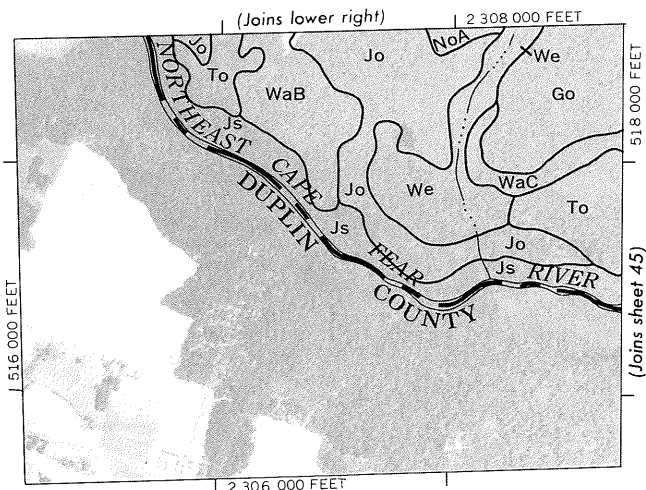 (Joins lower right)
2 308 000 FEET
Jo
To
WaB
Jo
NoA
We
Go
518 000 FEET
NORTHEAST CAPE FEAR RIVER
Js
DUPLIN COUNTY
Jo
We
WaC
To
Js
Jo
Js
516 000 FEET
(Joins sheet 45)
2 306 000 FEET